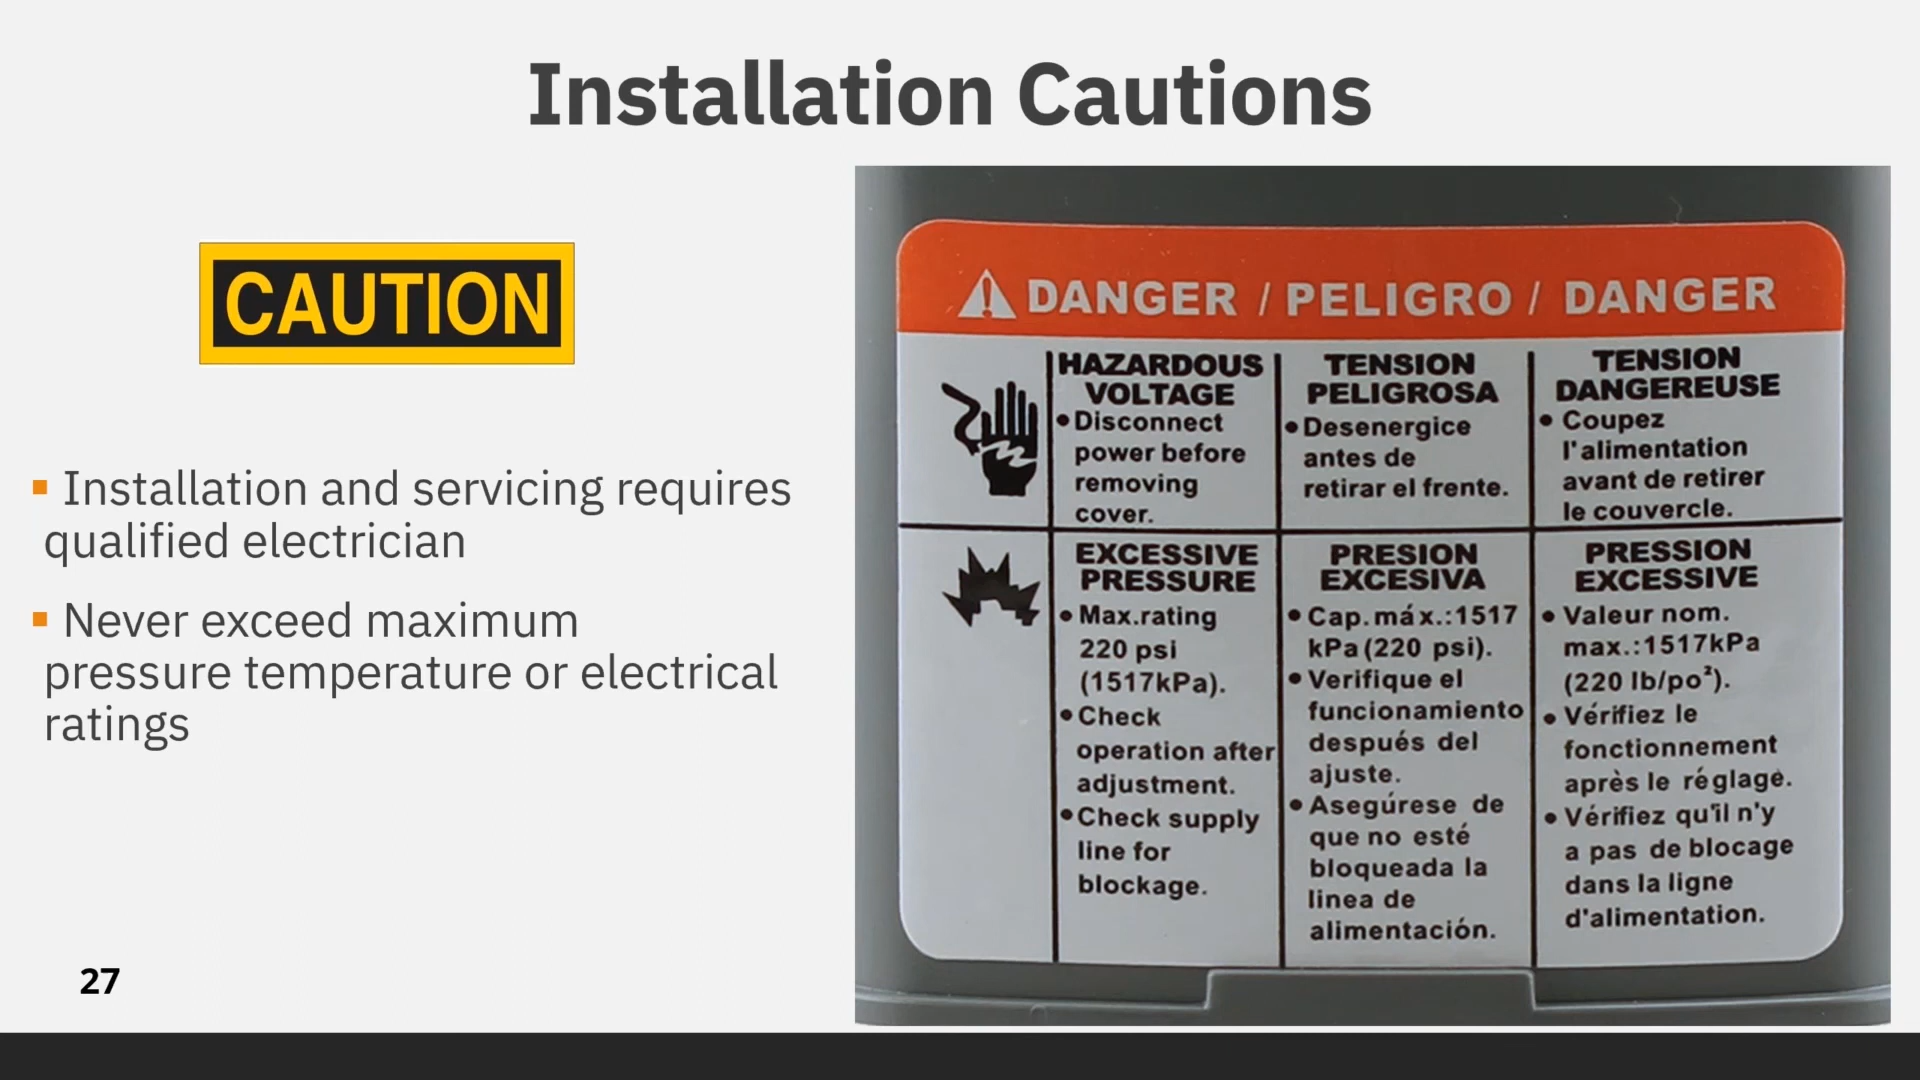 Installation Cautions
CAUTION
▪ Installation and servicing requires
qualified electrician
▪ Never exceed maximum
pressure temperature or electrical
ratings
27
DANGER / PELIGRO / DANGER
HAZARDOUS
VOLTAGE
• Disconnect
power before
removing
cover.
TENSION
PELIGROSA
• Desenergice
antes de
retirar el frente.
TENSION
DANGEREUSE
• Coupez
l'alimentation
avant de retirer
le couvercle.
EXCESSIVE
PRESSURE
• Max.rating
220 psi
(1517kPa).
• Check
operation after
adjustment.
• Check supply
line for
blockage.
PRESION
EXCESIVA
• Cap.máx.:1517
kPa(220 psi).
• Verifique el
funcionamiento
después del
ajuste.
• Asegúrese de
que no esté
bloqueada la
linea de
alimentación.
PRESSION
EXCESSIVE
• Valeur nom.
max.:1517kPa
(220 lb/po²).
• Vérifiez le
fonctionnement
après le réglage.
• Vérifiez qu'il n'y
a pas de blocage
dans la ligne
d'alimentation.